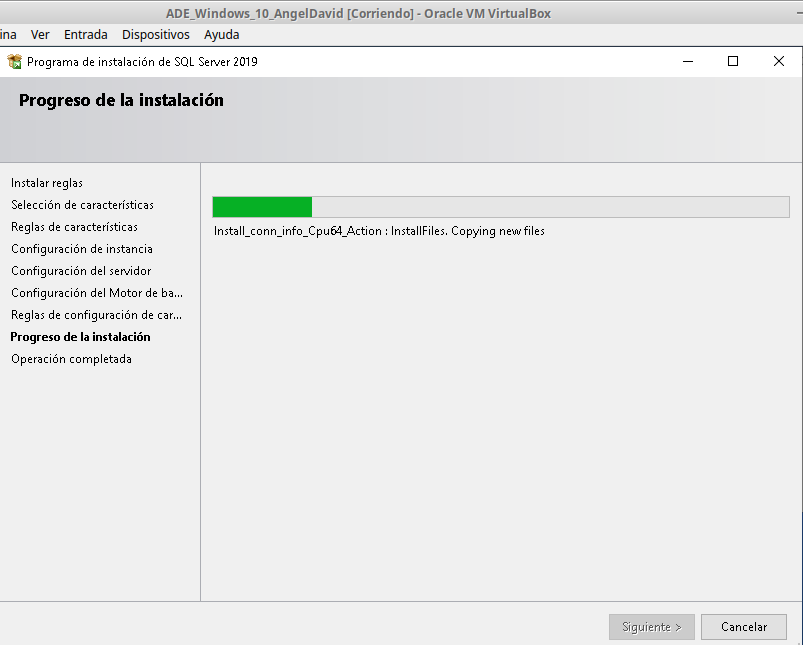 ADE_Windows_10_AngelDavid [Corriendo] - Oracle VM VirtualBox
ina Ver Entrada Dispositivos Ayuda
Programa de instalación de SQL Server 2019
Progreso de la instalación
Instalar reglas
Selección de características
Reglas de características
Configuración de instancia
Configuración del servidor
Configuración del Motor de ba...
Reglas de configuración de car...
Progreso de la instalación
Operación completada
Install_conn_info_Cpu64_Action : InstallFiles. Copying new files
Siguiente >
Cancelar